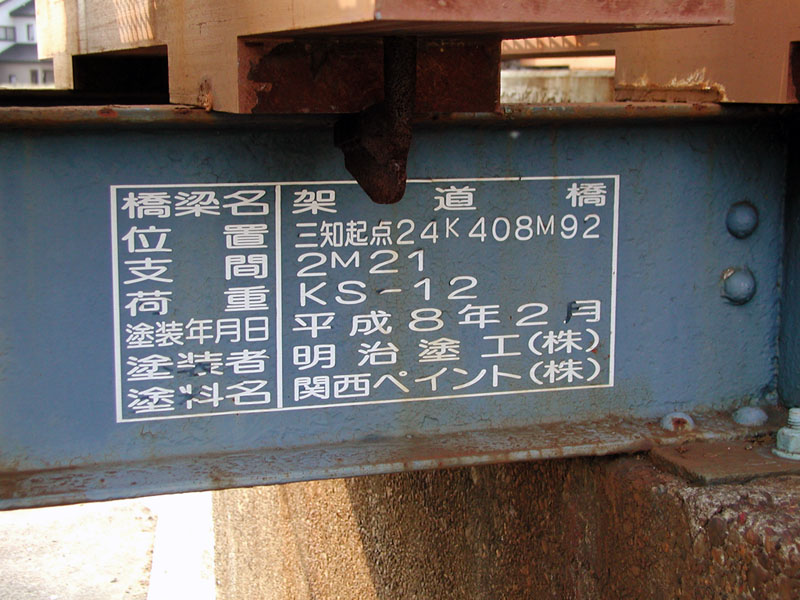 橋梁名 架道橋
位置 三知起点24K408M92
支間 2M21
荷重 KS-12
塗装年月日 平成8年2月
塗装者 明治塗工(株)
塗料名 関西ペイント(株)